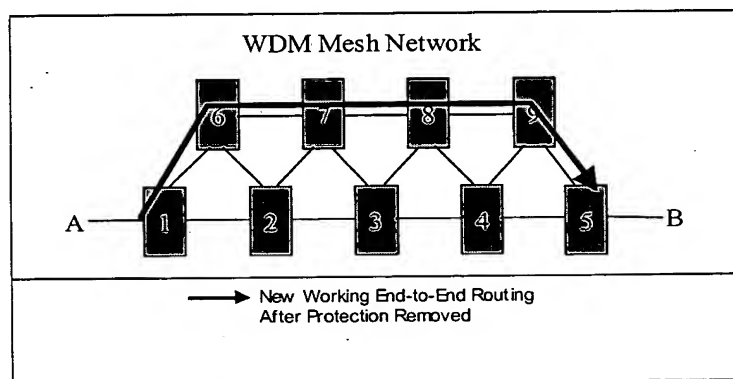 WDM Mesh Network
6 7 8 9
A 1 2 3 4 5 B
New Working End-to-End Routing
After Protection Removed